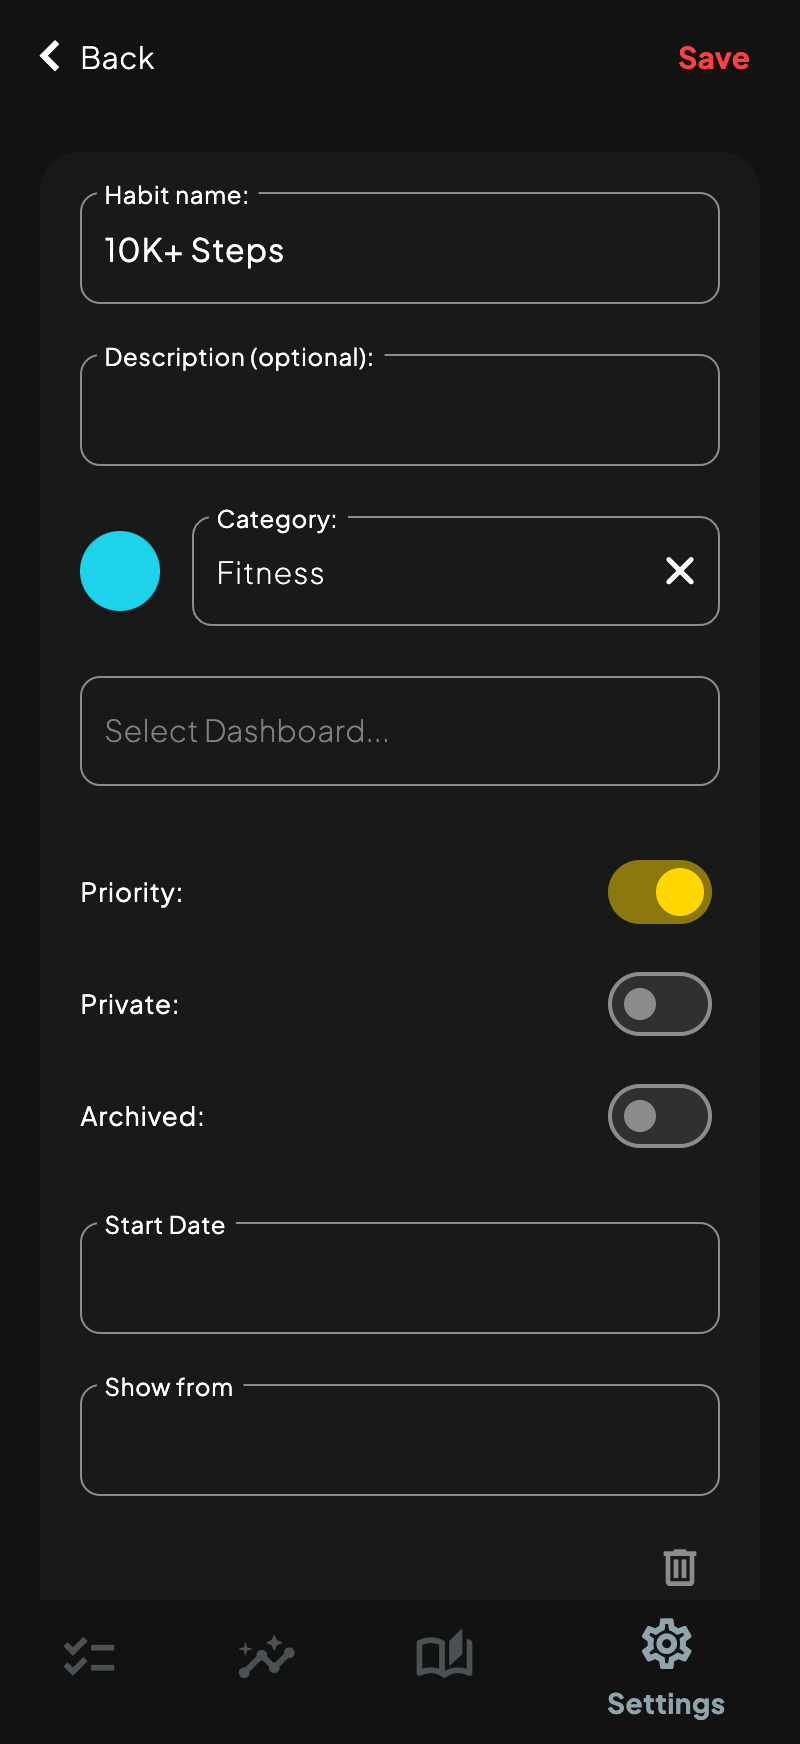 Back
Save
Habit name:
10K+ Steps
Description (optional):
Category:
Fitness
Select Dashboard...
Priority:
Private:
Archived:
Start Date
Show from
Settings